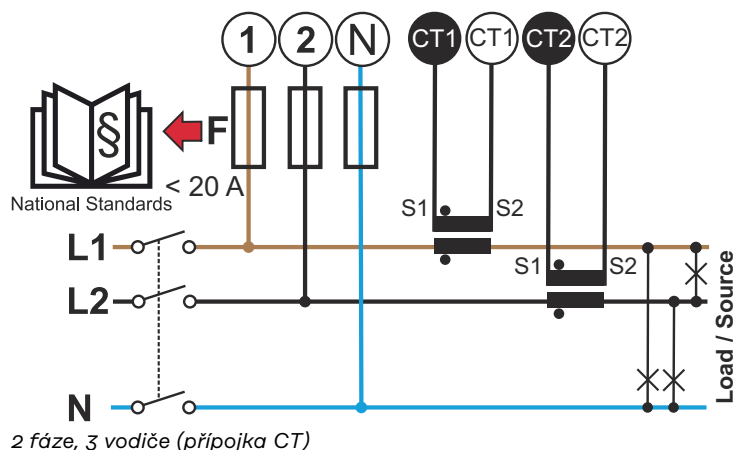 1 2 N CT1 CT1 CT2 CT2
§
F
< 20 A
National Standards
S1 S2
L1
S1 S2
L2
Load / Source
N
2 fáze, 3 vodiče (přípojka CT)